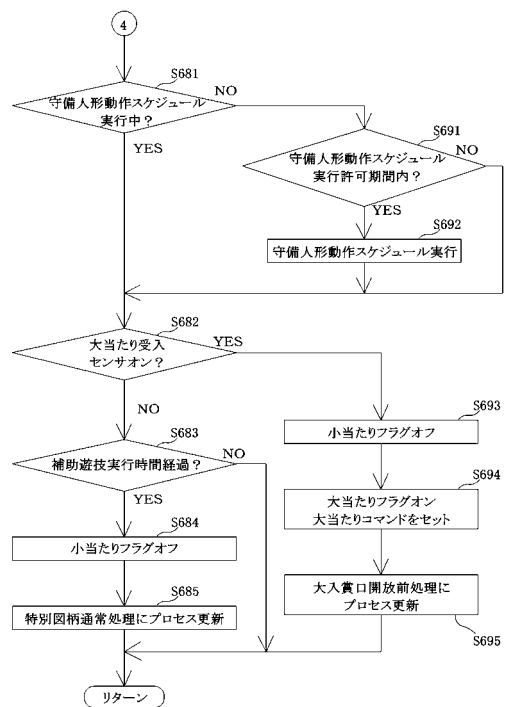 4
S681
守備人形動作スケジュール
実行中？
NO
YES
S691
守備人形動作スケジュール
実行許可期間内？
NO
YES
S692
守備人形動作スケジュール実行
S682
大当たり受入
センサオン？
YES
NO
S683
補助遊技実行時間経過？
NO
YES
S684
小当たりフラグオフ
S685
特別図柄通常処理にプロセス更新
S693
小当たりフラグオフ
S694
大当たりフラグオン
大当たりコマンドをセット
大入賞口開放前処理に
プロセス更新
S695
リターン